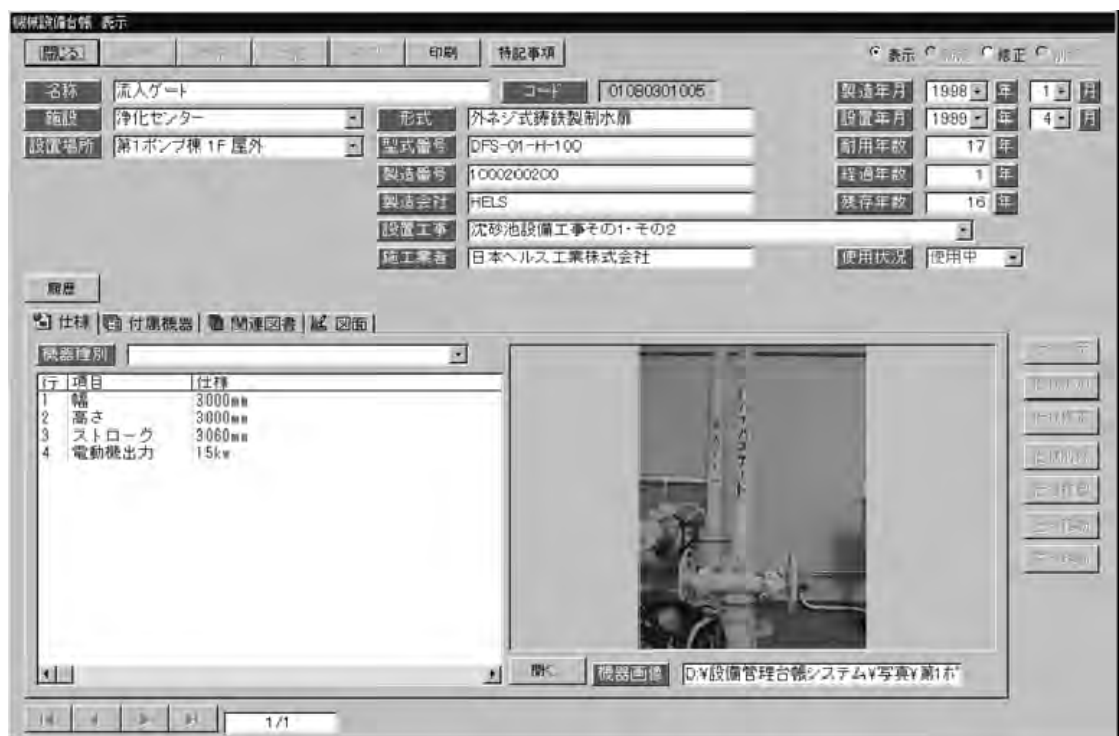 機械設備台帳 表示
閉じる 印刷 特記事項 表示 修正
名称 流入ゲート コード 01080301005 製造年月 1998 年 1 月
施設 浄化センター 形式 外ネジ式鋳鉄製制水扉 設置年月 1999 年 4 月
設置場所 第1ポンプ棟 1F 屋外 型式番号 DFS-01-H-100 耐用年数 17 年
製造番号 1000200200 経過年数 1 年
製造会社 HELS 残存年数 16 年
設置工事 沈砂池設備工事その1・その2
施工業者 日本ヘルス工業株式会社 使用状況 使用中
履歴
仕様 付属機器 関連図書 図面
機器種別
行 項目 仕様
1 幅 3000mm
2 高さ 3000mm
3 ストローク 3060mm
4 電動機出力 15kw
開く 機器画像 D:¥設備管理台帳システム¥写真¥第1ポ
1/1